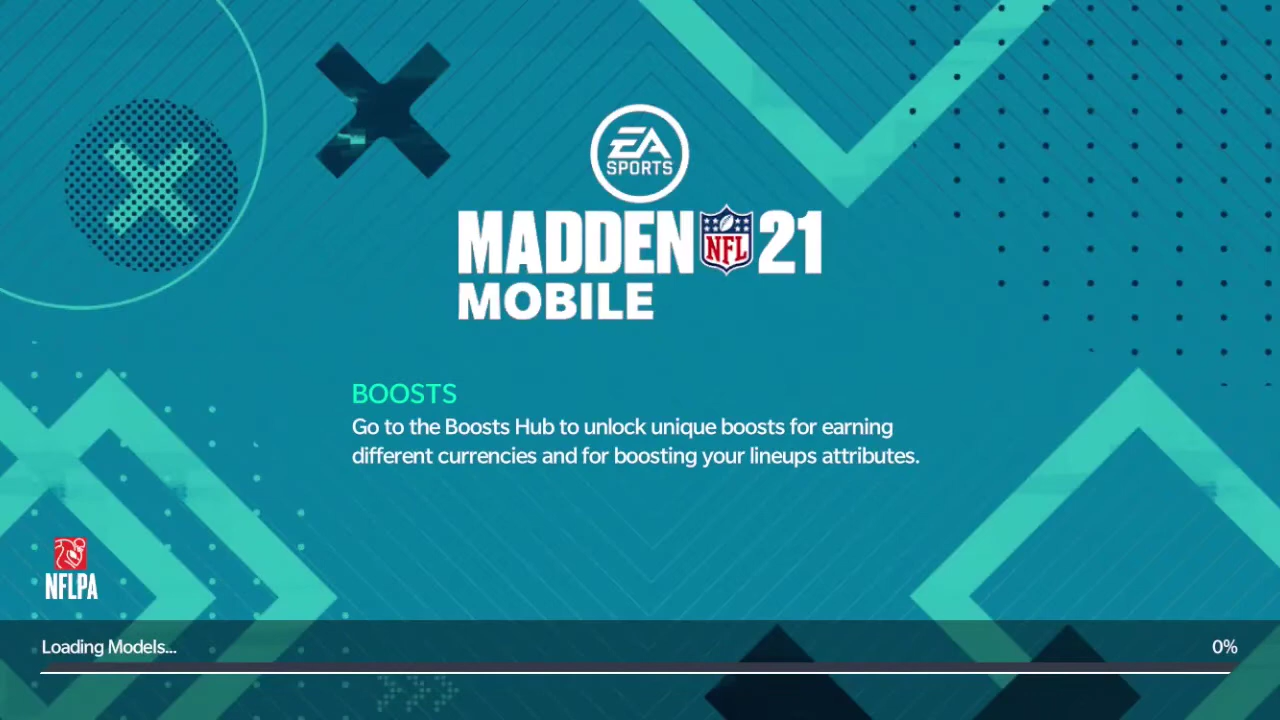 EA
SPORTS
MADDEN NFL 21
MOBILE
BOOSTS
Go to the Boosts Hub to unlock unique boosts for earning
different currencies and for boosting your lineups attributes.
NFLPA
Loading Models... 0%